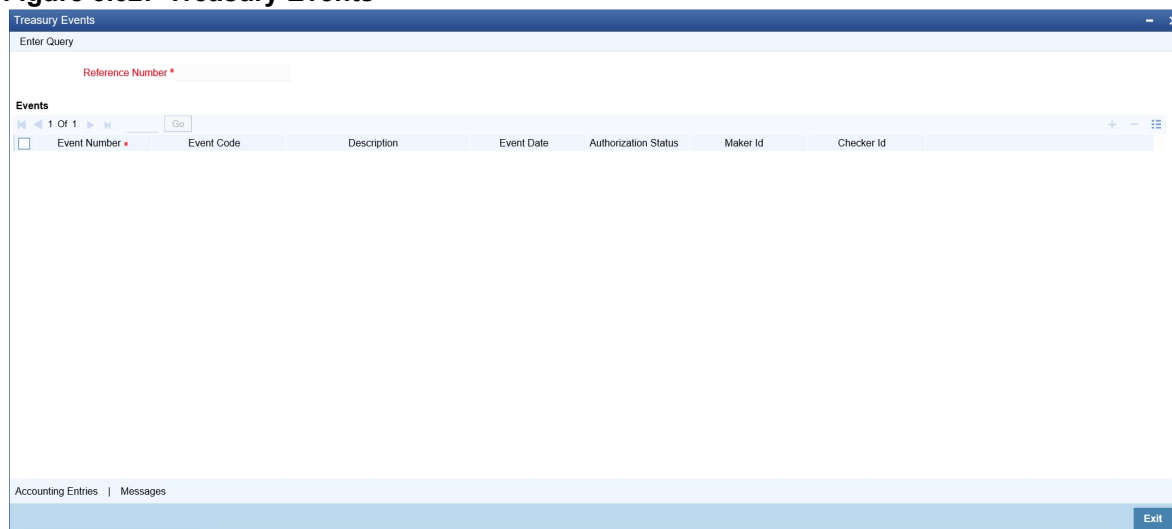 Treasury Events
Enter Query
Reference Number *
Events
1 Of 1 Go
Event Number * Event Code Description Event Date Authorization Status Maker Id Checker Id
Accounting Entries | Messages
Exit